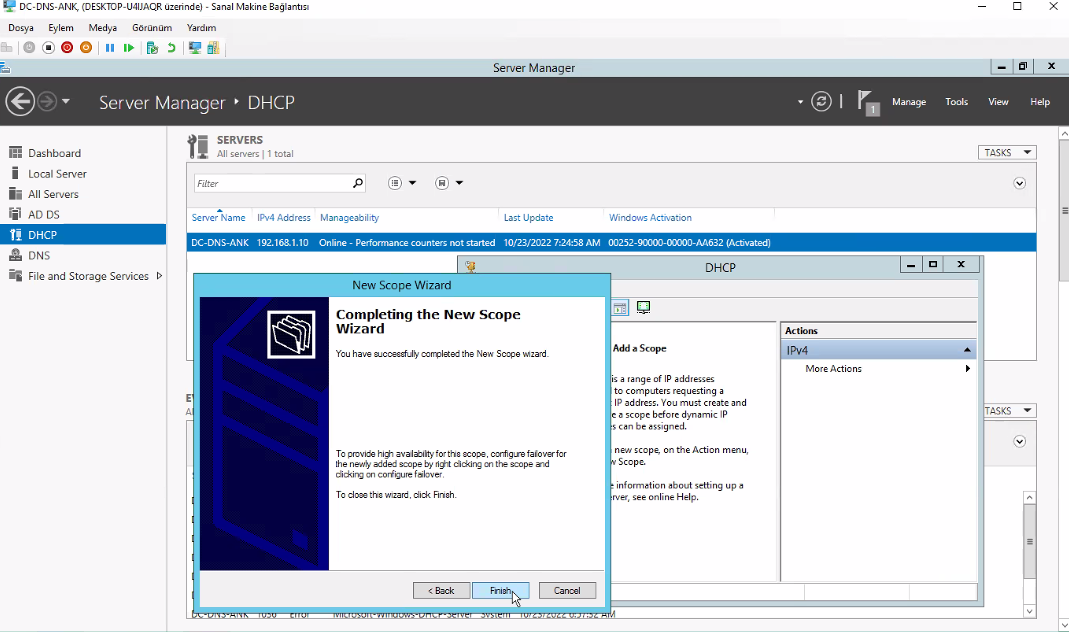 DC-DNS-ANK, (DESKTOP-U4IJAQR üzerinde) - Sanal Makine Bağlantısı
Dosya Eylem Medya Görünüm Yardım
Server Manager
Server Manager DHCP
1 Manage Tools View Help
Dashboard
Local Server
All Servers
AD DS
DHCP
DNS
File and Storage Services
SERVERS
All servers | 1 total
TASKS
Filter
Server Name IPv4 Address Manageability Last Update Windows Activation
DC-DNS-ANK 192.168.1.10 Online - Performance counters not started 10/23/2022 7:24:58 AM 00252-90000-00000-AA632 (Activated)
DHCP
New Scope Wizard
Completing the New Scope
Wizard
You have successfully completed the New Scope wizard.
To provide high availability for this scope, configure failover for
the newly added scope by right clicking on the scope and
clicking on configure failover.
To close this wizard, click Finish.
< Back Finish Cancel
Add a Scope
is a range of IP addresses
to computers requesting a
IP address. You must create and
a scope before dynamic IP
can be assigned.
new scope, on the Action menu,
Scope.
information about setting up a
see online Help.
Actions
IPv4
More Actions
TASKS
DC-DNS-ANK 1056 Error Microsoft-Windows-DHCP-Server System 10/23/2022 6:57:32 AM